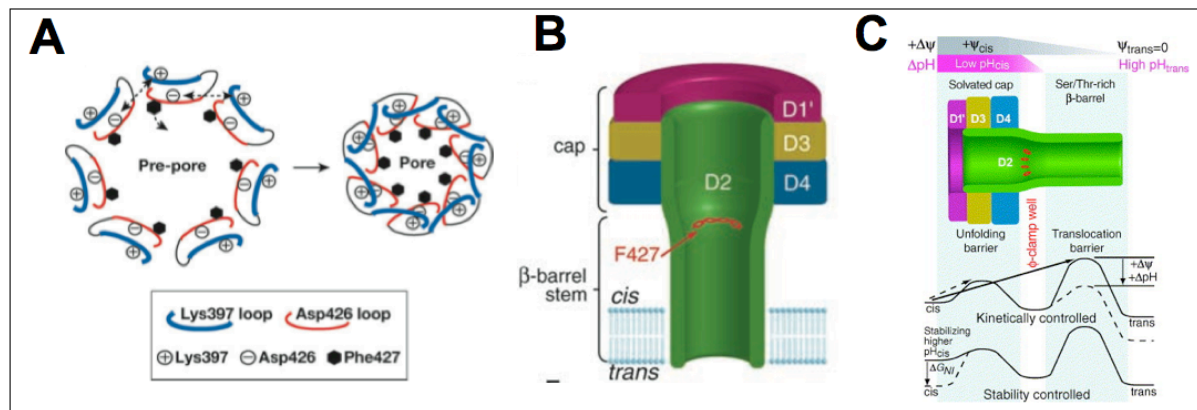 A
Pre-pore
Pore
Lys397 loop Asp426 loop
⊕Lys397 ⊖Asp426 Phe427
B
cap
D1'
D3
D2
D4
F427
β-barrel
stem
cis
trans
C
+Δψ +Ψcis Ψtrans=0
ΔpH Low pHcis High pHtrans
Solvated cap Ser/Thr-rich
β-barrel
D1' D3 D4
D2
Unfolding
barrier
ϕ-clamp well
Translocation
barrier
+Δψ
+ΔpH
cis
Kinetically controlled
trans
Stabilizing
higher
pHcis
ΔGNI
cis
Stability controlled
trans